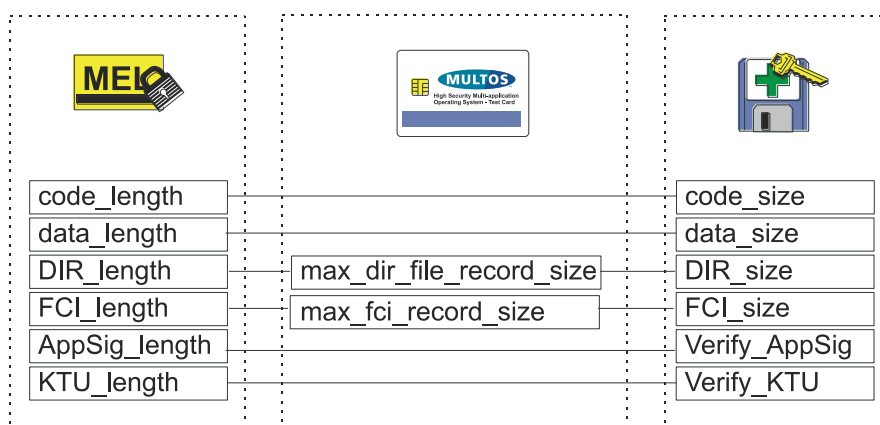 MEL
MULTOS
High Security Multi-application
Operating System - Test Card
code_length
code_size
data_length
data_size
DIR_length
max_dir_file_record_size
DIR_size
FCI_length
max_fci_record_size
FCI_size
AppSig_length
Verify_AppSig
KTU_length
Verify_KTU